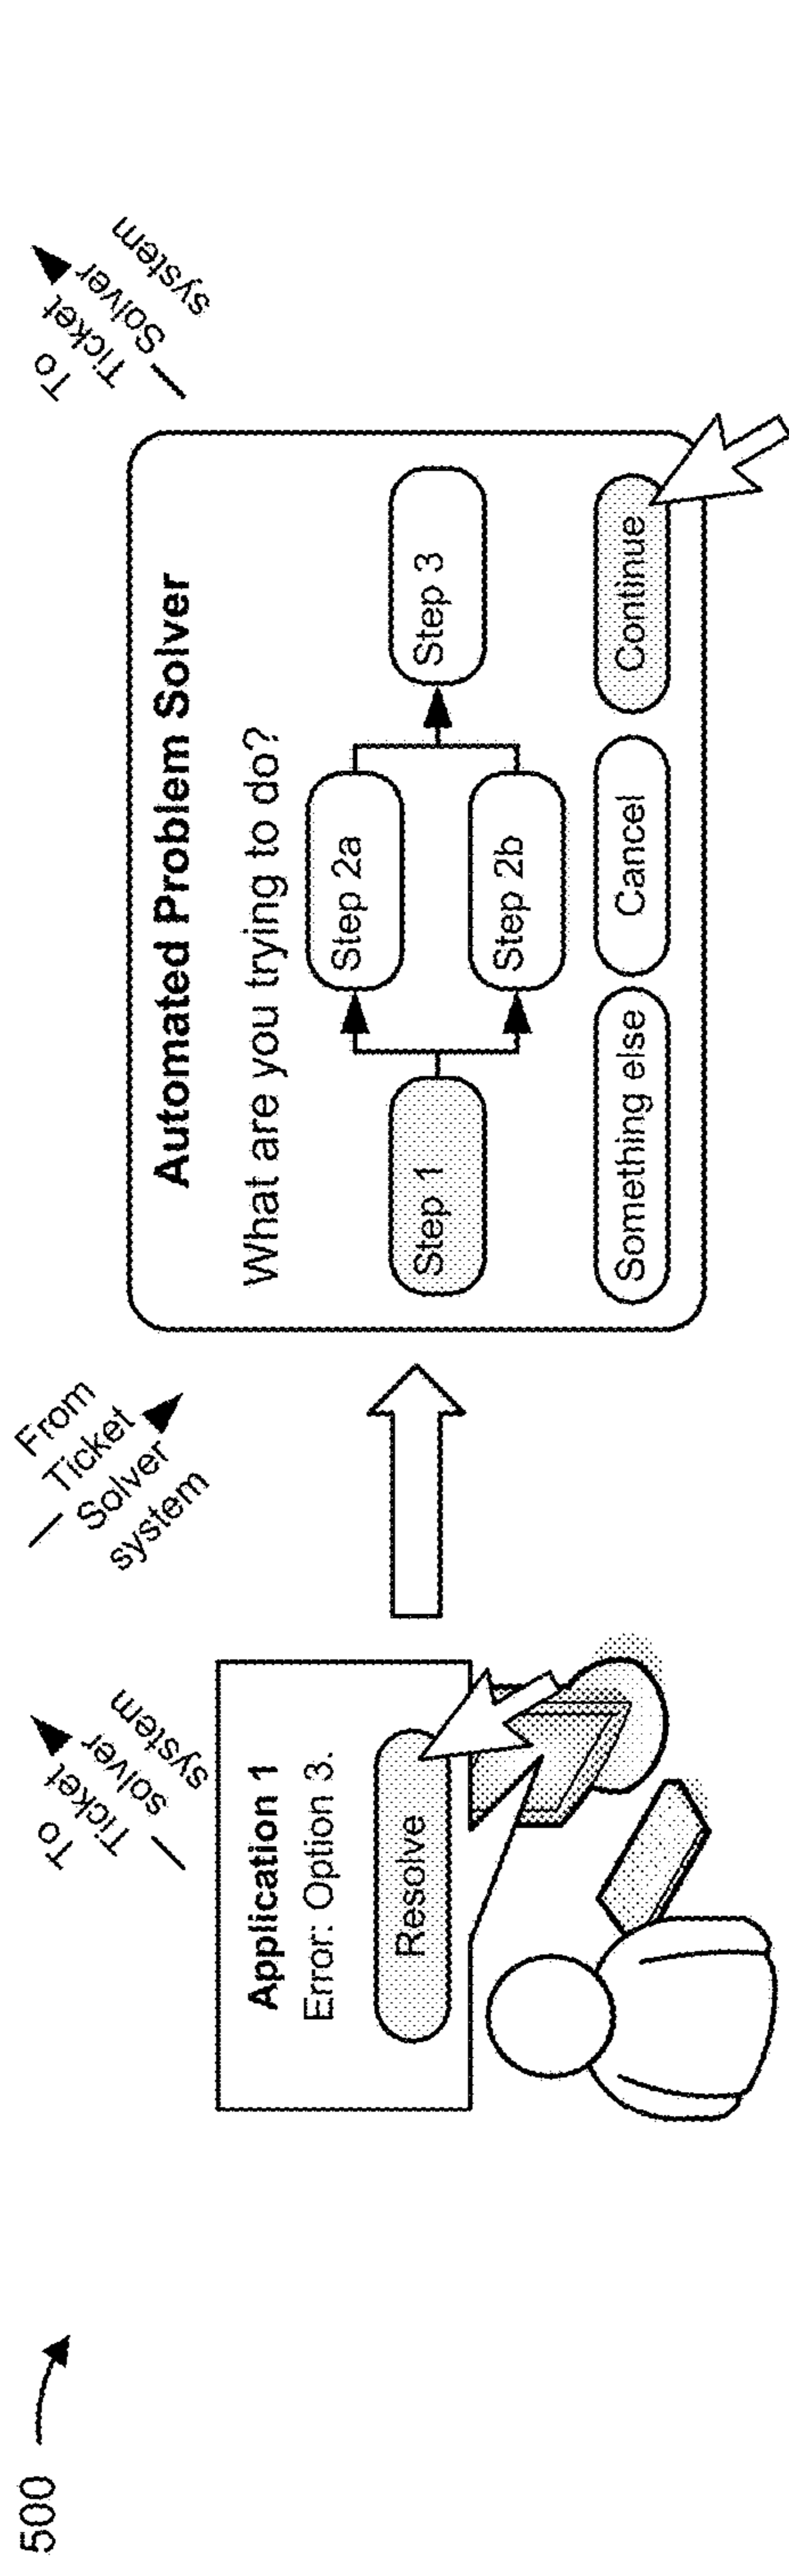 500
To
Ticket
solver
system
Application 1
Error: Option 3.
Resolve
From
Ticket
Solver
system
Automated Problem Solver
What are you trying to do?
Step 1
Step 2a
Step 2b
Step 3
Something else
Cancel
Continue
To
Ticket
Solver
system